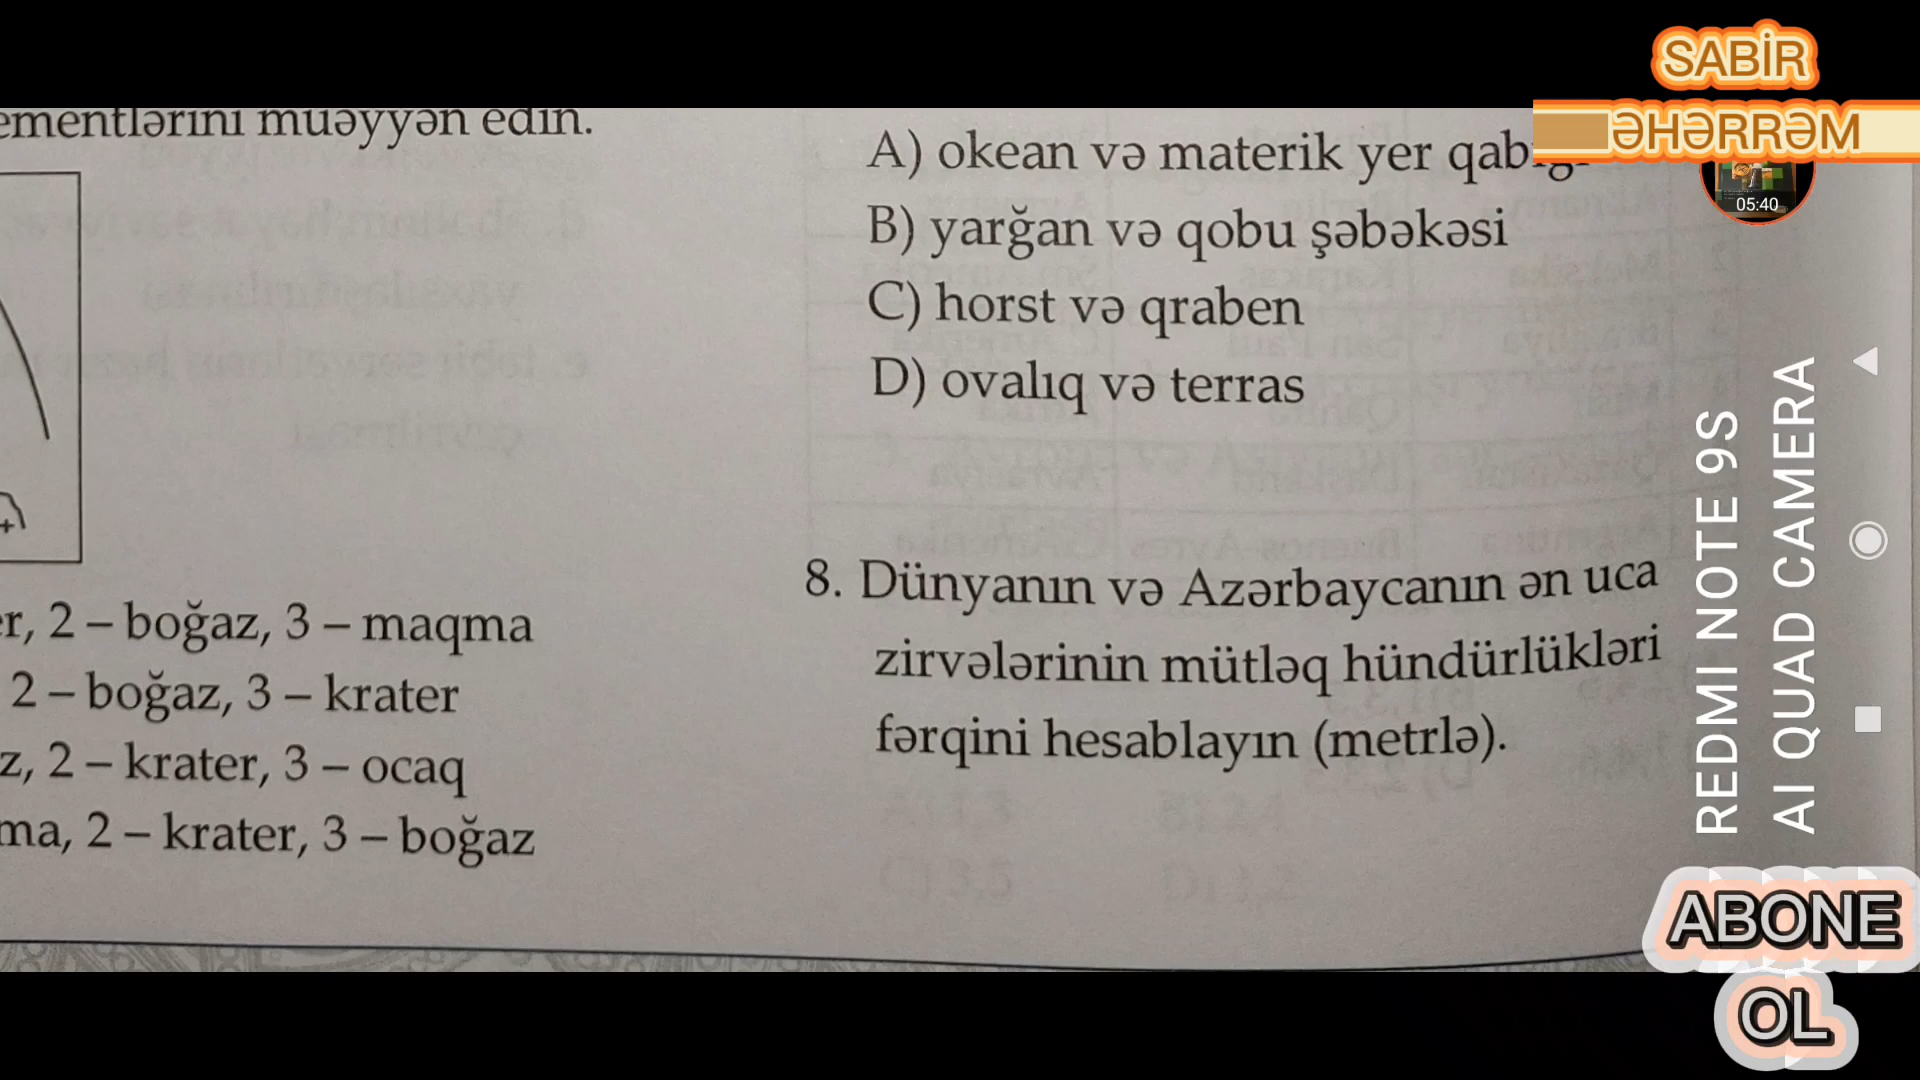 müəyyən edin.
r, 2 – boğaz, 3 – maqma
2 – boğaz, 3 – krater
z, 2 – krater, 3 – ocaq
ma, 2 – krater, 3 – boğaz
A) okean və materik yer
B) yarğan və qobu şəbəkəsi
C) horst və qraben
D) ovalıq və terras
8. Dünyanın və Azərbaycanın ən uca
zirvələrinin mütləq hündürlükləri
fərqini hesablayın (metrlə).
SABİR
ƏHƏRRƏM
05:40
REDMI NOTE 9S
AI QUAD CAMERA
ABONE
OL